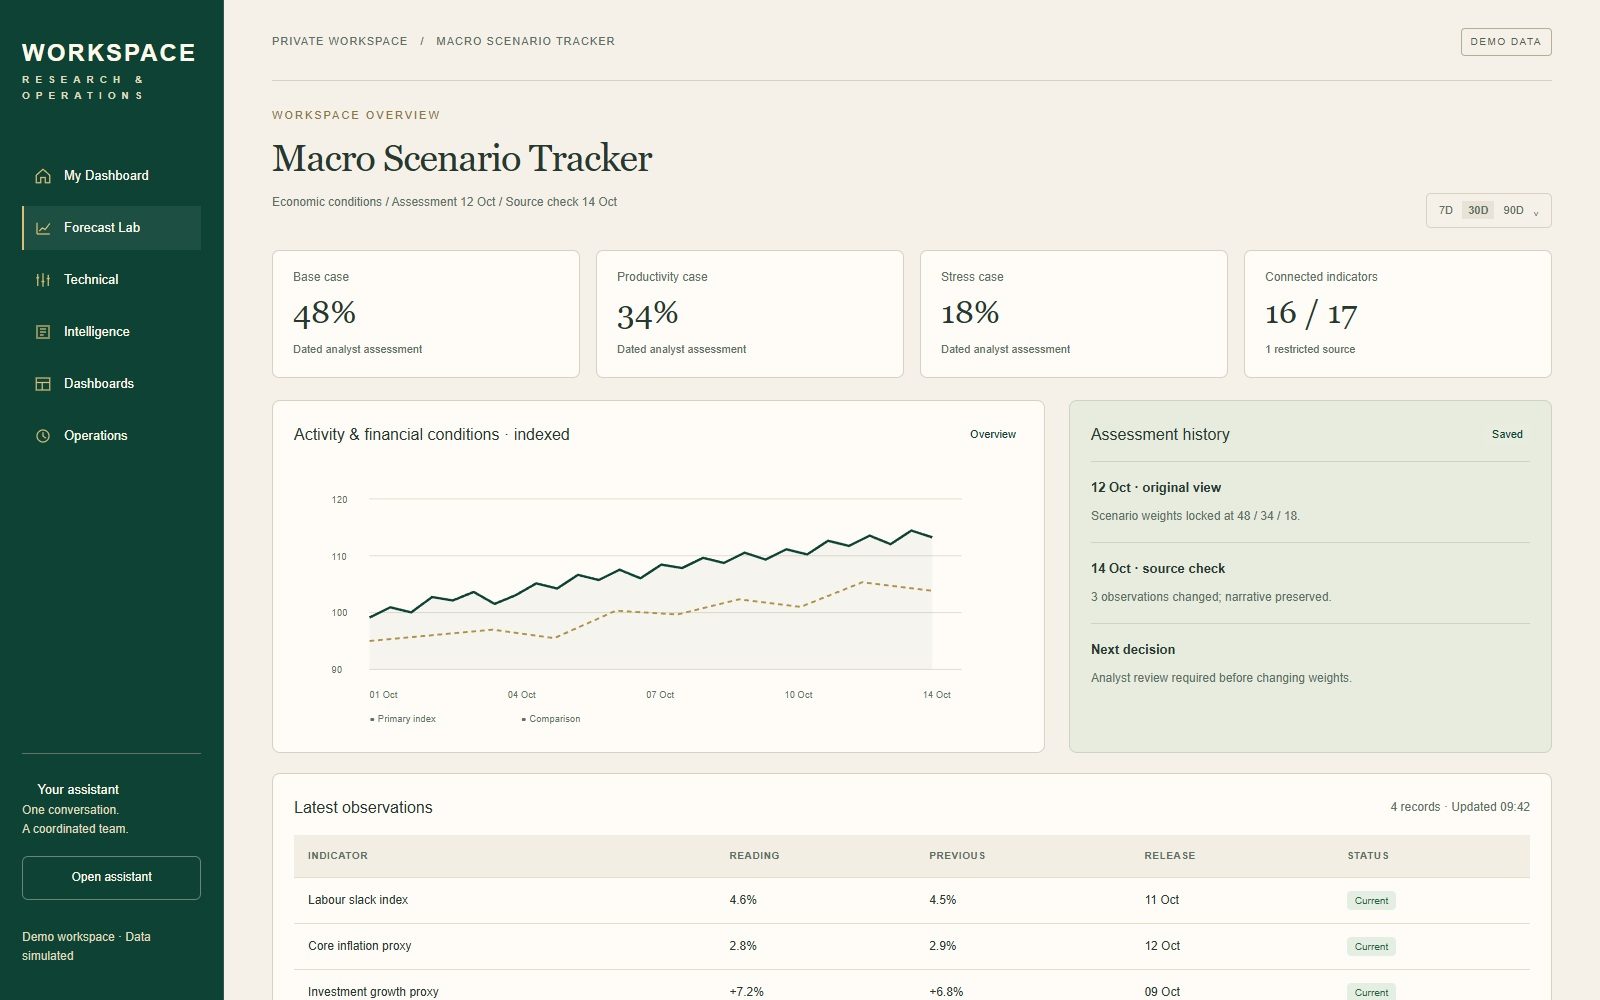 WORKSPACE
RESEARCH &
OPERATIONS
My Dashboard
Forecast Lab
Technical
Intelligence
Dashboards
Operations
Your assistant
One conversation.
A coordinated team.
Open assistant
Demo workspace · Data
simulated
PRIVATE WORKSPACE / MACRO SCENARIO TRACKER
DEMO DATA
WORKSPACE OVERVIEW
Macro Scenario Tracker
Economic conditions / Assessment 12 Oct / Source check 14 Oct
7D 30D 90D
Base case
48%
Dated analyst assessment
Productivity case
34%
Dated analyst assessment
Stress case
18%
Dated analyst assessment
Connected indicators
16 / 17
1 restricted source
Activity & financial conditions · indexed
Overview
120
110
100
90
01 Oct 04 Oct 07 Oct 10 Oct 14 Oct
Primary index Comparison
Assessment history
Saved
12 Oct · original view
Scenario weights locked at 48 / 34 / 18.
14 Oct · source check
3 observations changed; narrative preserved.
Next decision
Analyst review required before changing weights.
Latest observations
4 records · Updated 09:42
INDICATOR READING PREVIOUS RELEASE STATUS
Labour slack index 4.6% 4.5% 11 Oct Current
Core inflation proxy 2.8% 2.9% 12 Oct Current
Investment growth proxy +7.2% +6.8% 09 Oct Current